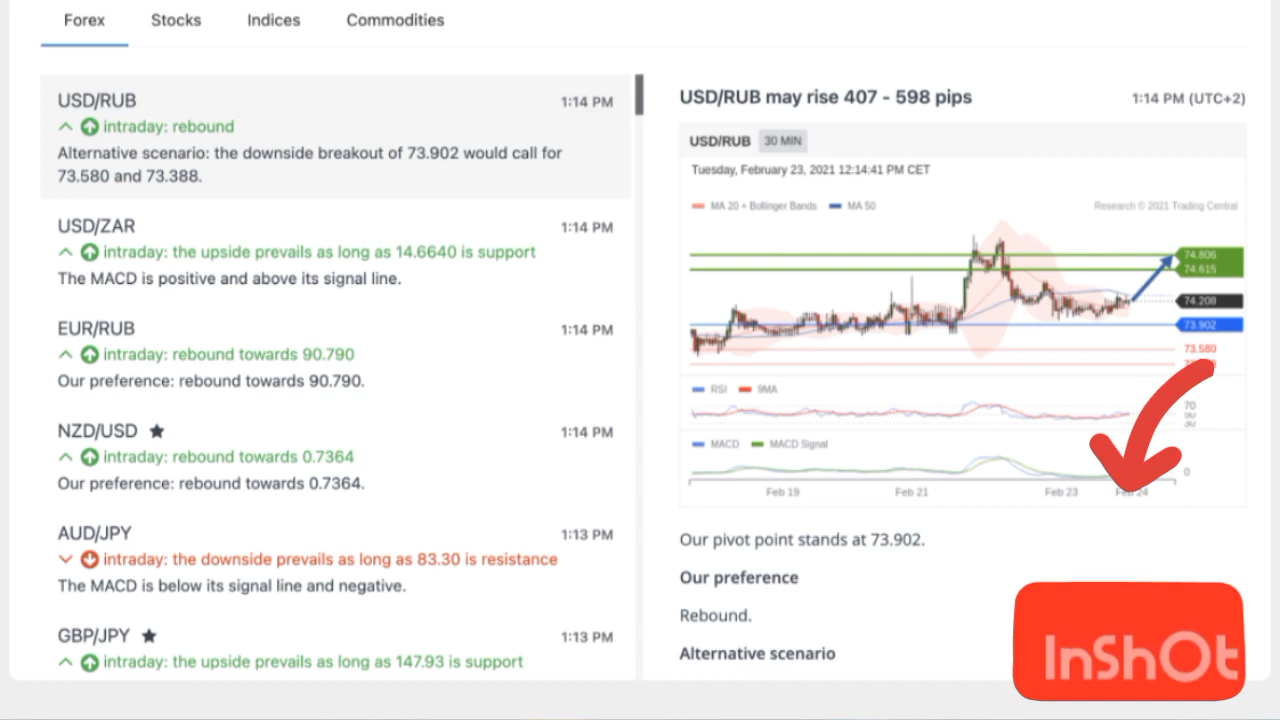 Forex Stocks Indices Commodities
USD/RUB 1:14 PM
intraday: rebound
Alternative scenario: the downside breakout of 73.902 would call for
73.580 and 73.388.
USD/ZAR 1:14 PM
intraday: the upside prevails as long as 14.6640 is support
The MACD is positive and above its signal line.
EUR/RUB 1:14 PM
intraday: rebound towards 90.790
Our preference: rebound towards 90.790.
NZD/USD 1:14 PM
intraday: rebound towards 0.7364
Our preference: rebound towards 0.7364.
AUD/JPY 1:13 PM
intraday: the downside prevails as long as 83.30 is resistance
The MACD is below its signal line and negative.
GBP/JPY 1:13 PM
intraday: the upside prevails as long as 147.93 is support
USD/RUB may rise 407 - 598 pips 1:14 PM (UTC+2)
USD/RUB 30 MIN
Tuesday, February 23, 2021 12:14:41 PM CET
MA 20 + Bollinger Bands MA 50 Research © 2021 Trading Central
74.806
74.615
74.208
73.902
73.580
RSI 9MA
70
50
30
MACD MACD Signal
0
Feb 19 Feb 21 Feb 23 Feb 24
Our pivot point stands at 73.902.
Our preference
Rebound.
Alternative scenario
InShOt